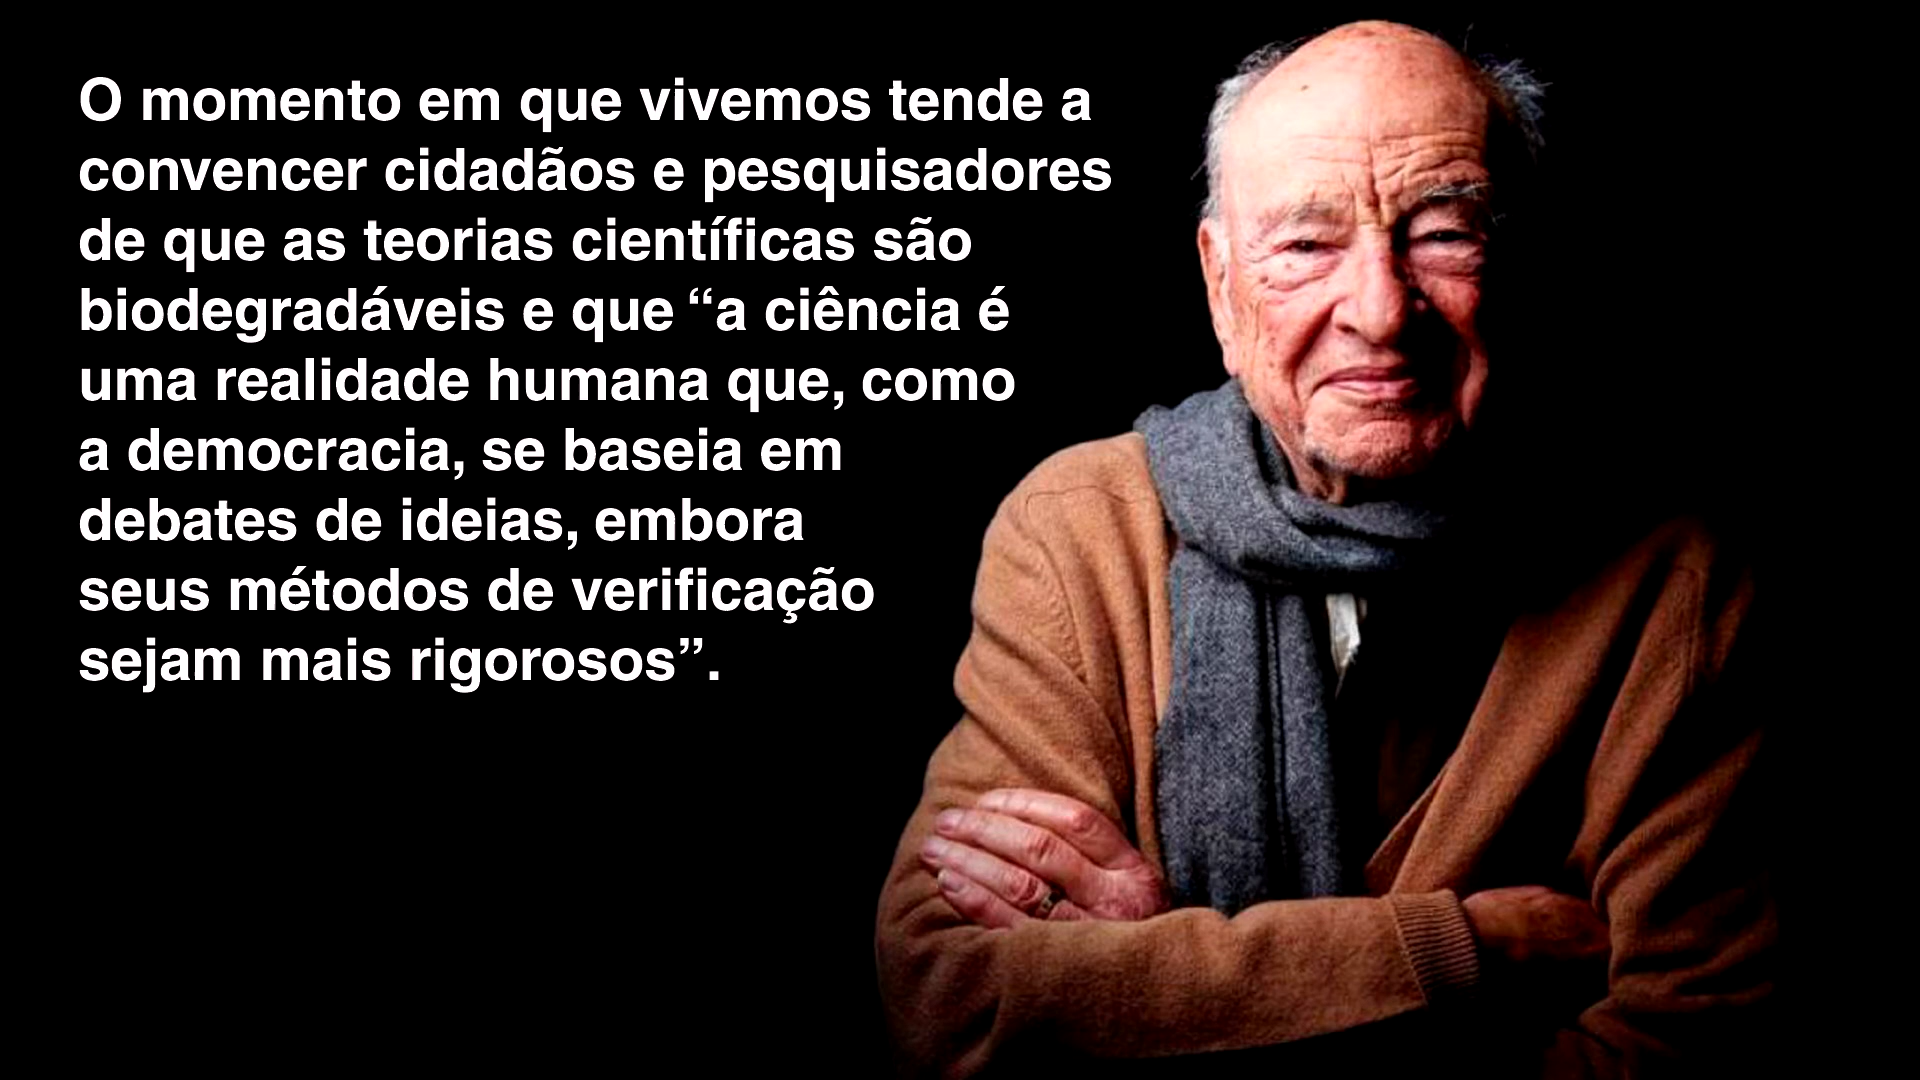 O momento em que vivemos tende a
convencer cidadãos e pesquisadores
de que as teorias científicas são
biodegradáveis e que “a ciência é
uma realidade humana que, como
a democracia, se baseia em
debates de ideias, embora
seus métodos de verificação
sejam mais rigorosos”.